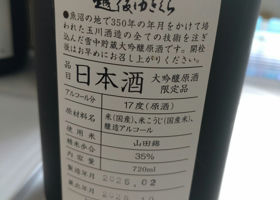 越後ゆきくら
●魚沼の地で350年の年月をかけて培
われた玉川酒造の全ての技術を注ぎ
込んだ雪中貯蔵大吟醸原酒です。開栓
後はお早めにお召し上がりください。
品目 日本酒 大吟醸原酒 限定品
アルコール分 17度(原酒)
原材料名 米(国産)、米こうじ(国産米)、
醸造アルコール
使用米 山田錦
精米歩合 35%
内容量 720ml
製造年月 2026.02